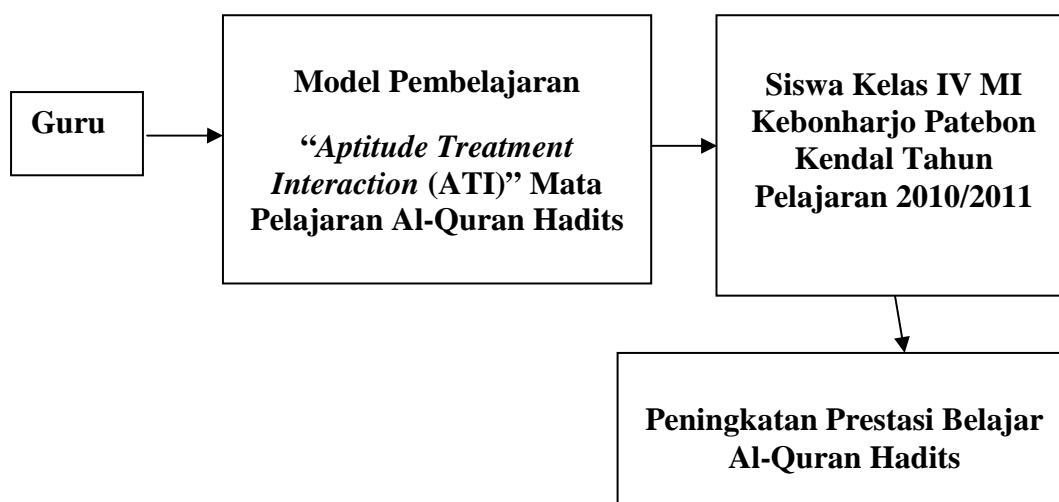 Guru
Model Pembelajaran
“Aptitude Treatment
Interaction (ATI)” Mata
Pelajaran Al-Quran Hadits
Siswa Kelas IV MI
Kebonharjo Patebon
Kendal Tahun
Pelajaran 2010/2011
Peningkatan Prestasi Belajar
Al-Quran Hadits